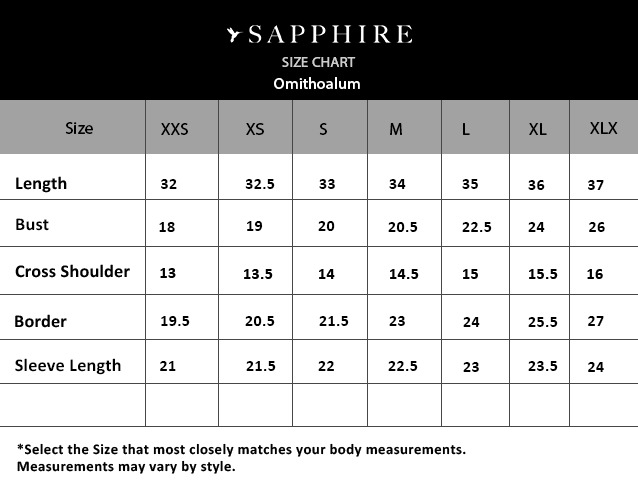 SAPPHIRE
SIZE CHART
Omithoalum
Size XXS XS S M L XL XLX
Length 32 32.5 33 34 35 36 37
Bust 18 19 20 20.5 22.5 24 26
Cross Shoulder 13 13.5 14 14.5 15 15.5 16
Border 19.5 20.5 21.5 23 24 25.5 27
Sleeve Length 21 21.5 22 22.5 23 23.5 24
*Select the Size that most closely matches your body measurements.
Measurements may vary by style.